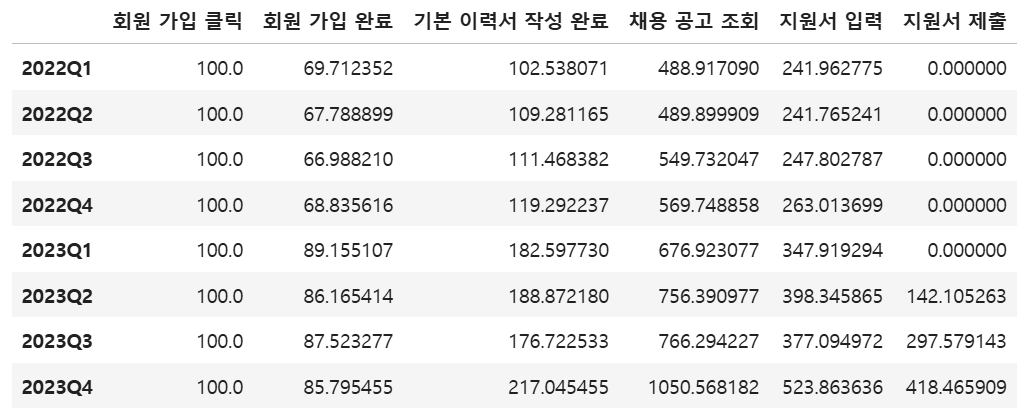 회원 가입 클릭 회원 가입 완료 기본 이력서 작성 완료 채용 공고 조회 지원서 입력 지원서 제출
2022Q1 100.0 69.712352 102.538071 488.917090 241.962775 0.000000
2022Q2 100.0 67.788899 109.281165 489.899909 241.765241 0.000000
2022Q3 100.0 66.988210 111.468382 549.732047 247.802787 0.000000
2022Q4 100.0 68.835616 119.292237 569.748858 263.013699 0.000000
2023Q1 100.0 89.155107 182.597730 676.923077 347.919294 0.000000
2023Q2 100.0 86.165414 188.872180 756.390977 398.345865 142.105263
2023Q3 100.0 87.523277 176.722533 766.294227 377.094972 297.579143
2023Q4 100.0 85.795455 217.045455 1050.568182 523.863636 418.465909